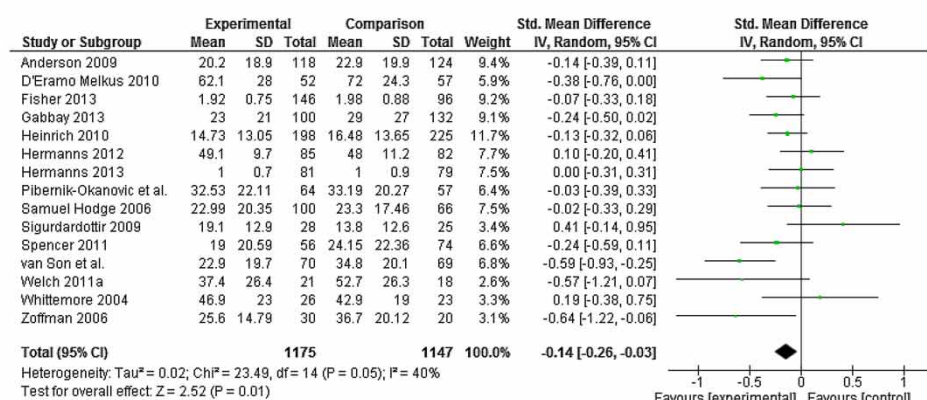 Experimental Comparison Std. Mean Difference Std. Mean Difference
Study or Subgroup Mean SD Total Mean SD Total Weight IV, Random, 95% CI IV, Random, 95% CI
Anderson 2009 20.2 18.9 118 22.9 19.9 124 9.4% -0.14 [-0.39, 0.11]
D'Eramo Melkus 2010 62.1 28 52 72 24.3 57 5.7% -0.38 [-0.76, 0.00]
Fisher 2013 1.92 0.75 146 1.98 0.88 96 9.2% -0.07 [-0.33, 0.18]
Gabbay 2013 23 21 100 29 27 132 9.1% -0.24 [-0.50, 0.02]
Heinrich 2010 14.73 13.05 198 16.48 13.65 225 11.7% -0.13 [-0.32, 0.06]
Hermanns 2012 49.1 9.7 85 48 11.2 82 7.7% 0.10 [-0.20, 0.41]
Hermanns 2013 1 0.7 81 1 0.9 79 7.5% 0.00 [-0.31, 0.31]
Pibernik-Okanovic et al. 32.53 22.11 64 33.19 20.27 57 6.4% -0.03 [-0.39, 0.33]
Samuel Hodge 2006 22.99 20.35 100 23.3 17.46 66 7.5% -0.02 [-0.33, 0.29]
Sigurdardottir 2009 19.1 12.9 28 13.8 12.6 25 3.4% 0.41 [-0.14, 0.95]
Spencer 2011 19 20.59 56 24.15 22.36 74 6.5% -0.24 [-0.59, 0.11]
van Son et al. 22.9 19.7 70 34.8 20.1 69 6.8% -0.59 [-0.93, -0.25]
Welch 2011a 37.4 26.4 21 52.7 26.3 18 2.6% -0.57 [-1.21, 0.07]
Whittemore 2004 46.9 23 26 42.9 19 23 3.2% 0.19 [-0.38, 0.75]
Zoffman 2006 25.6 14.79 30 36.7 20.12 20 3.1% -0.64 [-1.22, -0.06]
Total (95% CI) 1175 1147 100.0% -0.14 [-0.26, -0.03]
Heterogeneity: Tau² = 0.02; Chi² = 23.49, df = 14 (P = 0.05); I² = 40%
Test for overall effect: Z = 2.52 (P = 0.01)
-1 -0.5 0 0.5 1
Favours [experimental] Favours [control]